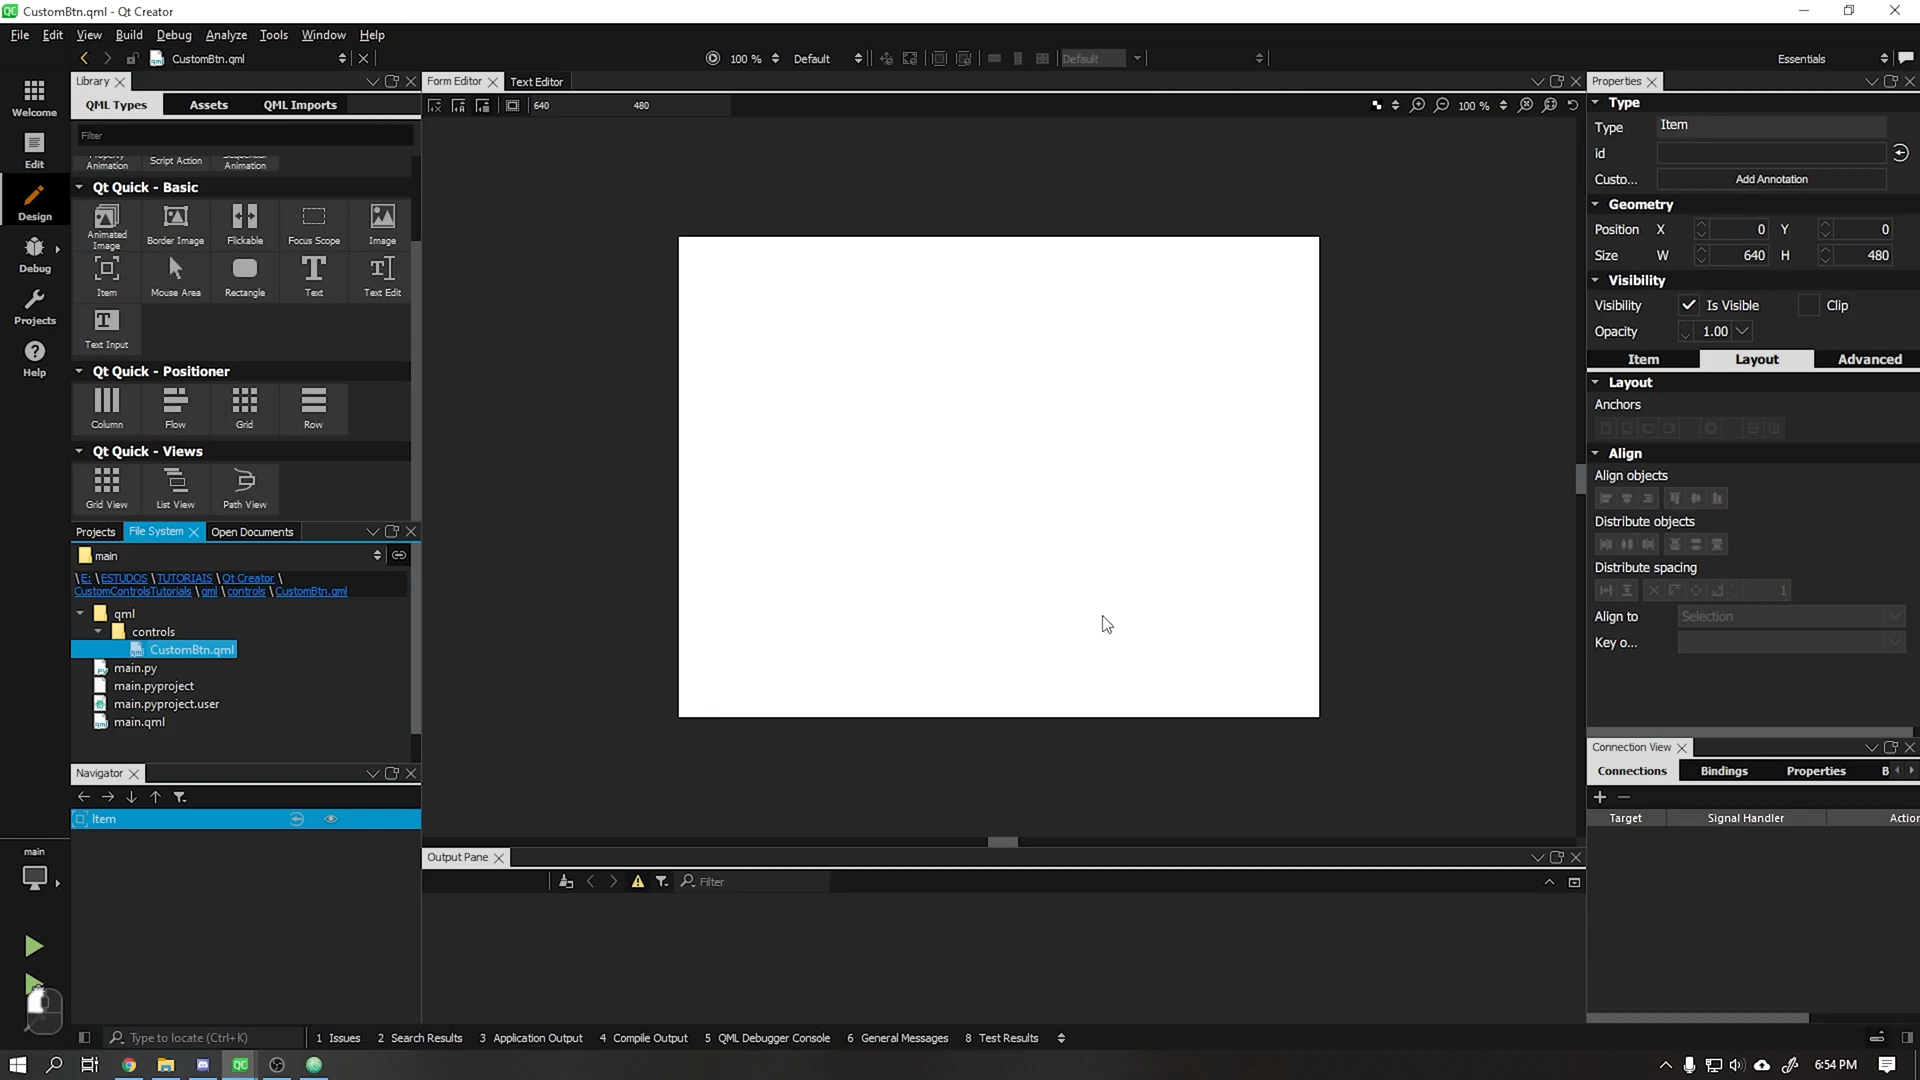 CustomBtn.qml - Qt Creator
File Edit View Build Debug Analyze Tools Window Help
CustomBtn.qml
100 % Default Default Essentials
Library
Form Editor Text Editor
Properties
QML Types Assets QML Imports
640 480
100 %
Filter
Welcome
Edit
Design
Debug
Projects
Help
Property Animation Script Action Sequential Animation
Qt Quick - Basic
Animated Image Border Image Flickable Focus Scope Image
Item Mouse Area Rectangle Text Text Edit
Text Input
Qt Quick - Positioner
Column Flow Grid Row
Qt Quick - Views
Grid View List View Path View
Projects File System Open Documents
main
\E: \ESTUDOS \TUTORIAIS \Qt Creator \
CustomControlsTutorials \qml \controls \CustomBtn.qml
qml
controls
CustomBtn.qml
main.py
main.pyproject
main.pyproject.user
main.qml
Navigator
Item
Type
Type Item
id
Custo... Add Annotation
Geometry
Position X 0 Y 0
Size W 640 H 480
Visibility
Visibility Is Visible Clip
Opacity 1.00
Item Layout Advanced
Layout
Anchors
Align
Align objects
Distribute objects
Distribute spacing
1
Align to Selection
Key o...
Connection View
Connections Bindings Properties B
Target Signal Handler Action
Output Pane
Filter
main
Type to locate (Ctrl+K)
1 Issues 2 Search Results 3 Application Output 4 Compile Output 5 QML Debugger Console 6 General Messages 8 Test Results
6:54 PM